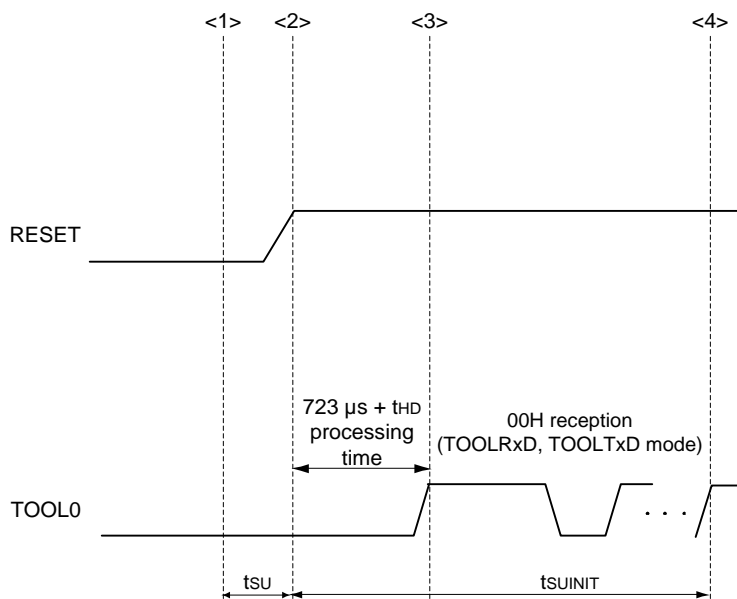 <1> <2> <3> <4>
RESET
723 µs + tHD
processing
time
00H reception
(TOOLRxD, TOOLTxD mode)
TOOL0
. . .
tSU tSUINIT